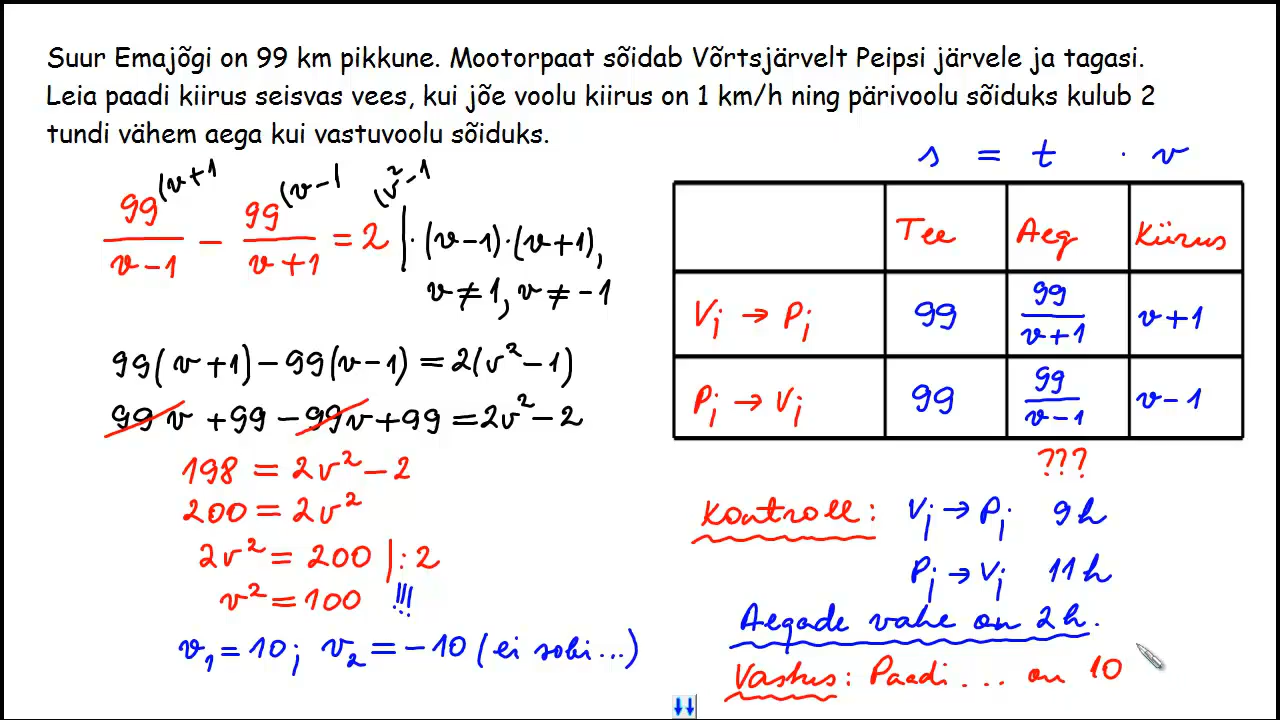 Suur Emajõgi on 99 km pikkune. Mootorpaat sõidab Võrtsjärvelt Peipsi järvele ja tagasi.
Leia paadi kiirus seisvas vees, kui jõe voolu kiirus on 1 km/h ning pärivoolu sõiduks kulub 2
tundi vähem aega kui vastuvoolu sõiduks.
s = t · v
99 (v+1 99 (v-1 (v²-1
99/(v-1) - 99/(v+1) = 2 | · (v-1)·(v+1),
v ≠ 1, v ≠ -1
99(v+1) - 99(v-1) = 2(v²-1)
99v + 99 - 99v + 99 = 2v² - 2
198 = 2v² - 2
200 = 2v²
2v² = 200 | : 2
v² = 100 !!!
v₁ = 10; v₂ = -10 (ei sobi...)
Tee Aeg Kiirus
Vj → Pj 99 99/(v+1) v+1
Pj → Vj 99 99/(v-1) v-1
???
Kontroll: Vj → Pj 9h
Pj → Vj 11h
Aegade vahe on 2h.
Vastus: Paadi ... on 10